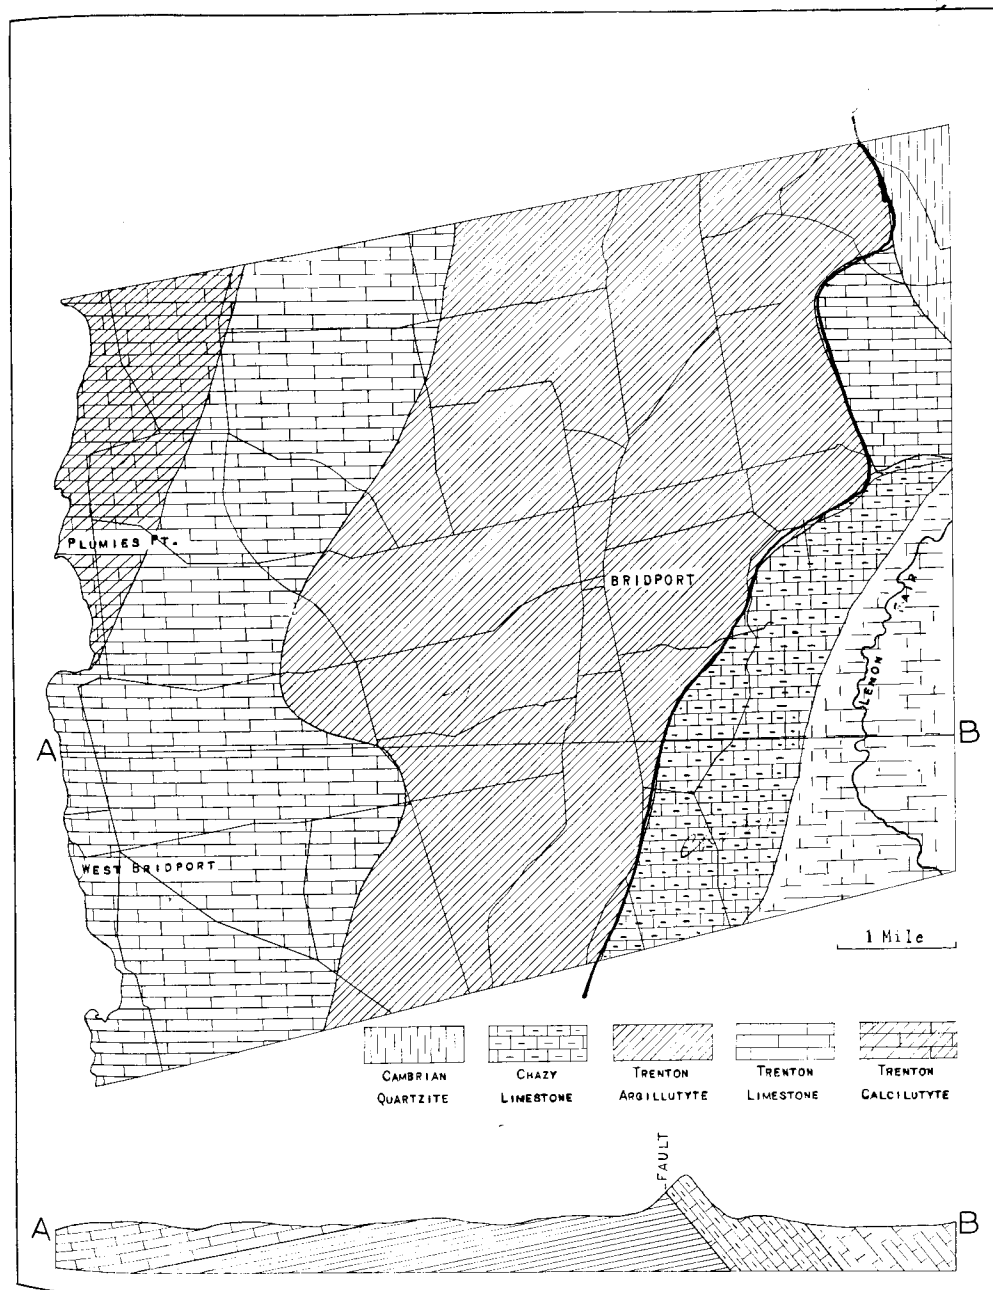 PLUMIES PT.
BRIDPORT
LEMON FAIR
A
B
WEST BRIDPORT
1 Mile
CAMBRIAN
QUARTZITE
CHAZY
LIMESTONE
TRENTON
ARGILLUTYTE
TRENTON
LIMESTONE
TRENTON
CALCILUTYTE
FAULT
A
B